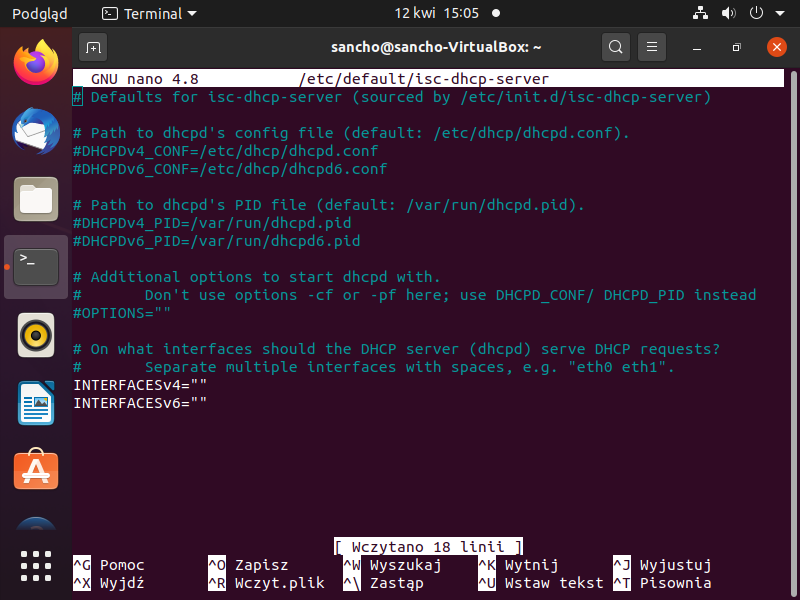 Podgląd
Terminal
12 kwi 15:05
sancho@sancho-VirtualBox: ~
GNU nano 4.8 /etc/default/isc-dhcp-server
# Defaults for isc-dhcp-server (sourced by /etc/init.d/isc-dhcp-server)
# Path to dhcpd's config file (default: /etc/dhcp/dhcpd.conf).
#DHCPDv4_CONF=/etc/dhcp/dhcpd.conf
#DHCPDv6_CONF=/etc/dhcp/dhcpd6.conf
# Path to dhcpd's PID file (default: /var/run/dhcpd.pid).
#DHCPDv4_PID=/var/run/dhcpd.pid
#DHCPDv6_PID=/var/run/dhcpd6.pid
# Additional options to start dhcpd with.
#       Don't use options -cf or -pf here; use DHCPD_CONF/ DHCPD_PID instead
#OPTIONS=""
# On what interfaces should the DHCP server (dhcpd) serve DHCP requests?
#       Separate multiple interfaces with spaces, e.g. "eth0 eth1".
INTERFACESv4=""
INTERFACESv6=""
[ Wczytano 18 linii ]
^G Pomoc ^O Zapisz ^W Wyszukaj ^K Wytnij ^J Wyjustuj
^X Wyjdź ^R Wczyt.plik ^\ Zastąp ^U Wstaw tekst ^T Pisownia